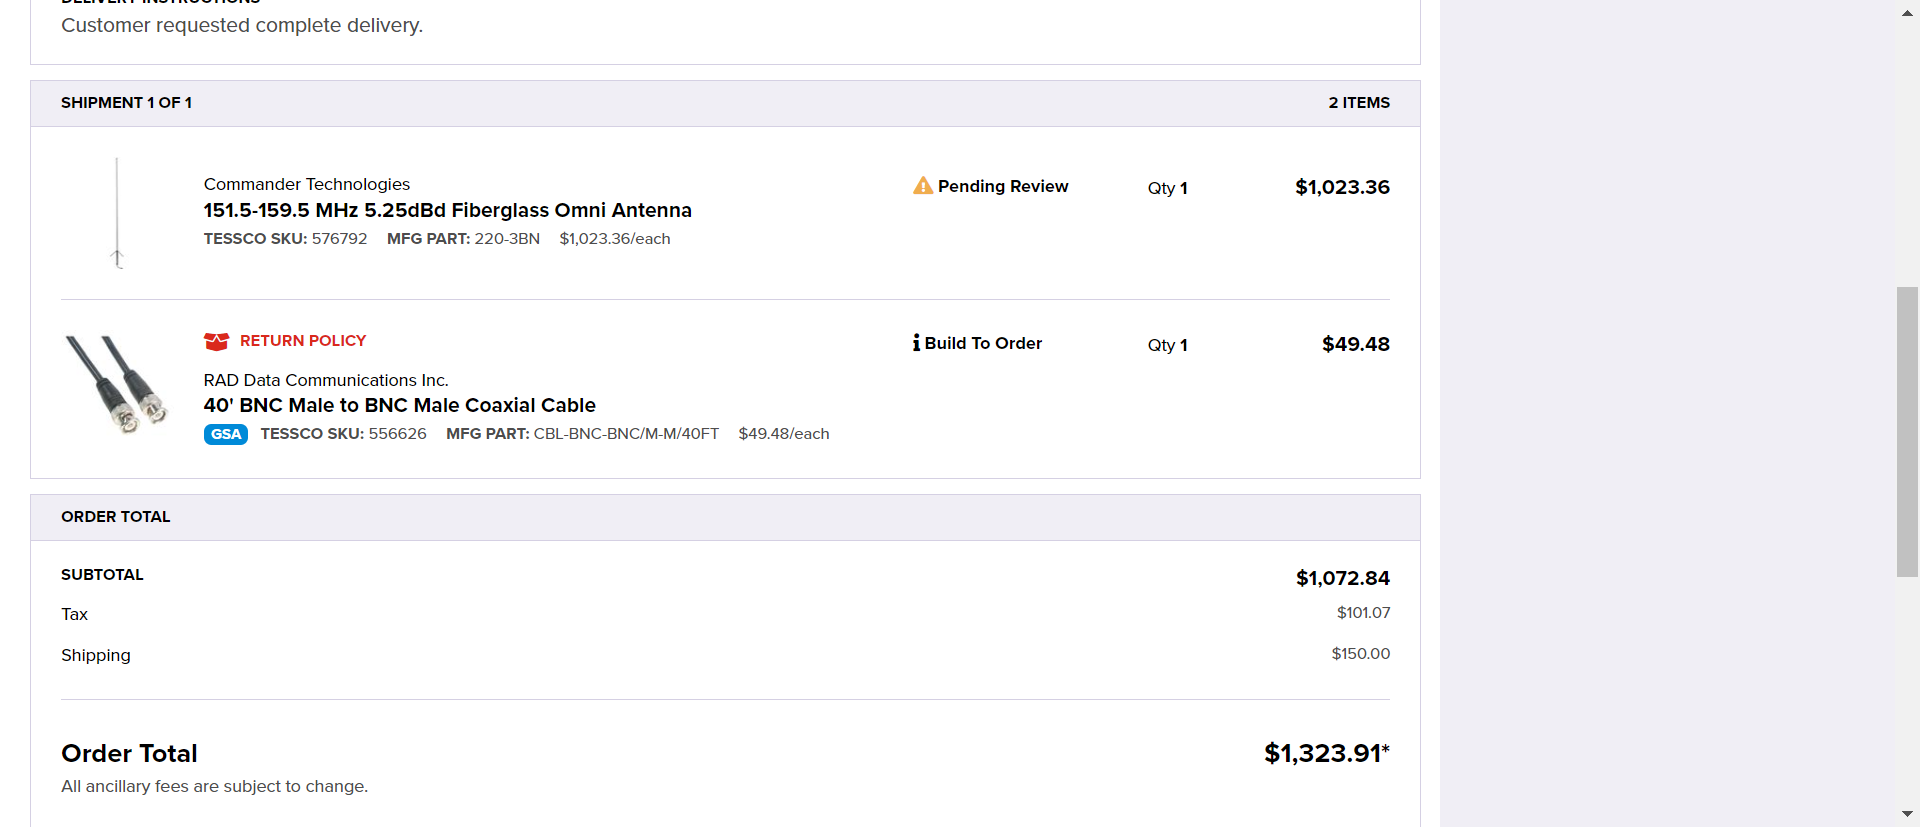 DELIVERY INSTRUCTIONS
Customer requested complete delivery.
SHIPMENT 1 OF 1
2 ITEMS
Commander Technologies
151.5-159.5 MHz 5.25dBd Fiberglass Omni Antenna
TESSCO SKU: 576792 MFG PART: 220-3BN $1,023.36/each
Pending Review
Qty 1
$1,023.36
RETURN POLICY
RAD Data Communications Inc.
40' BNC Male to BNC Male Coaxial Cable
GSA TESSCO SKU: 556626 MFG PART: CBL-BNC-BNC/M-M/40FT $49.48/each
Build To Order
Qty 1
$49.48
ORDER TOTAL
SUBTOTAL $1,072.84
Tax $101.07
Shipping $150.00
Order Total $1,323.91*
All ancillary fees are subject to change.